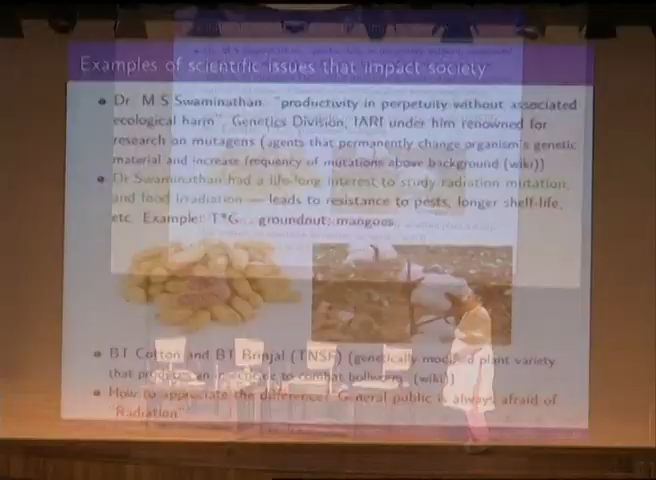 Examples of scientific issues that impact society
Dr. M S Swaminathan "productivity in perpetuity without associated
ecological harm", Genetics Division, IARI under him renowned for
research on mutagens (agents that permanently change organism's genetic
material and increase frequency of mutations above background (wiki))
Dr Swaminathan had a life-long interest to study radiation mutation,
and food irradiation — leads to resistance to pests, longer shelf-life,
etc. Example: groundnut, mangoes
BT Cotton and BT Brinjal (TNSF) (genetically modified plant variety
that an to combat (wiki))
How to appreciate the difference? General public is always afraid of
"Radiation"